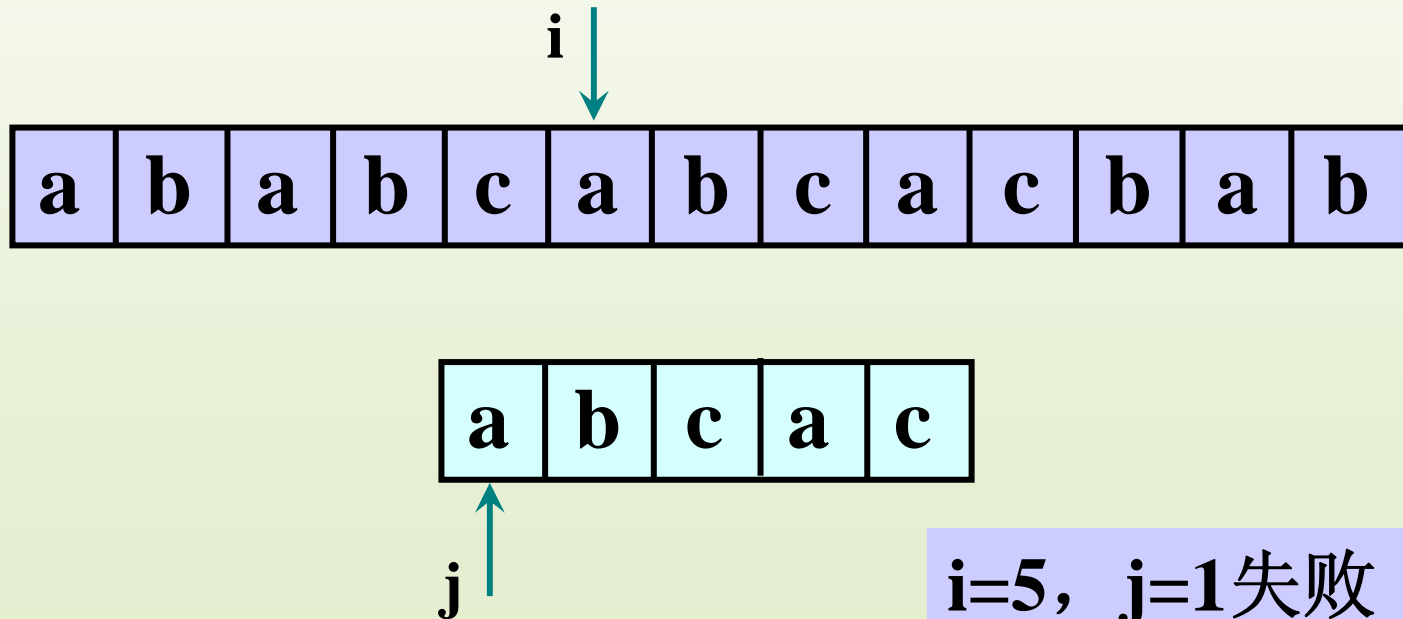 i
a b a b c a b c a c b a b
a b c a c
j
i=5，j=1失败